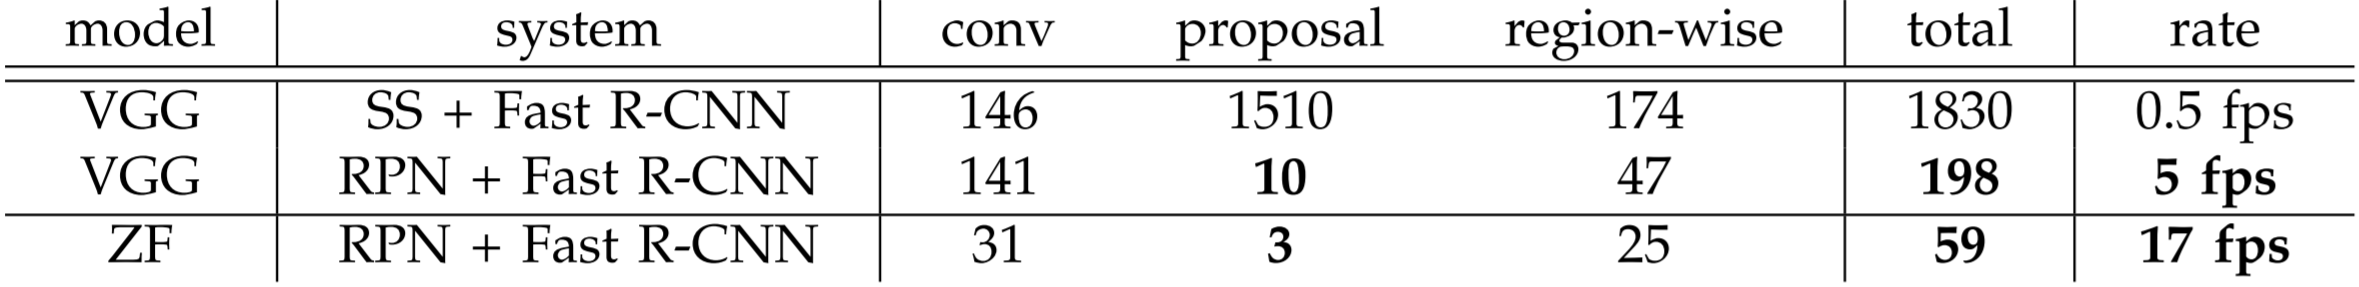 model system conv proposal region-wise total rate
VGG SS + Fast R-CNN 146 1510 174 1830 0.5 fps
VGG RPN + Fast R-CNN 141 10 47 198 5 fps
ZF RPN + Fast R-CNN 31 3 25 59 17 fps